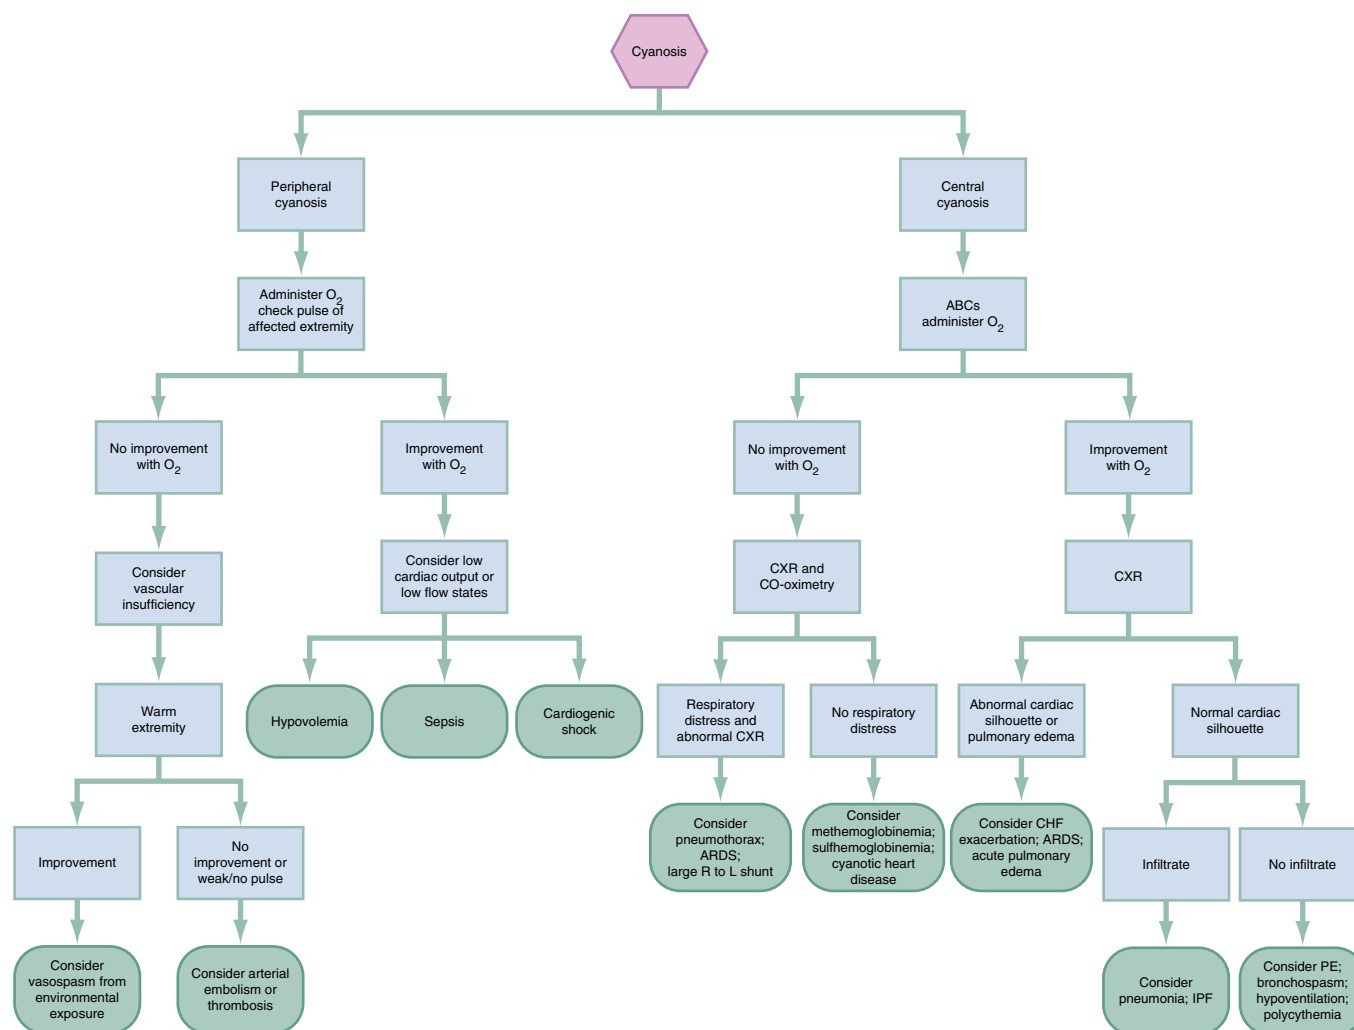 Cyanosis
Peripheral
cyanosis
Central
cyanosis
Administer O2
check pulse of
affected extremity
ABCs
administer O2
No improvement
with O2
Improvement
with O2
No improvement
with O2
Improvement
with O2
Consider
vascular
insufficiency
Consider low
cardiac output or
low flow states
CXR and
CO-oximetry
CXR
Warm
extremity
Hypovolemia
Sepsis
Cardiogenic
shock
Respiratory
distress and
abnormal CXR
No respiratory
distress
Abnormal cardiac
silhouette or
pulmonary edema
Normal cardiac
silhouette
Improvement
No
improvement or
weak/no pulse
Consider
pneumothorax;
ARDS;
large R to L shunt
Consider
methemoglobinemia;
sulfhemoglobinemia;
cyanotic heart
disease
Consider CHF
exacerbation; ARDS;
acute pulmonary
edema
Infiltrate
No infiltrate
Consider
vasospasm from
environmental
exposure
Consider arterial
embolism or
thrombosis
Consider
pneumonia; IPF
Consider PE;
bronchospasm;
hypoventilation;
polycythemia